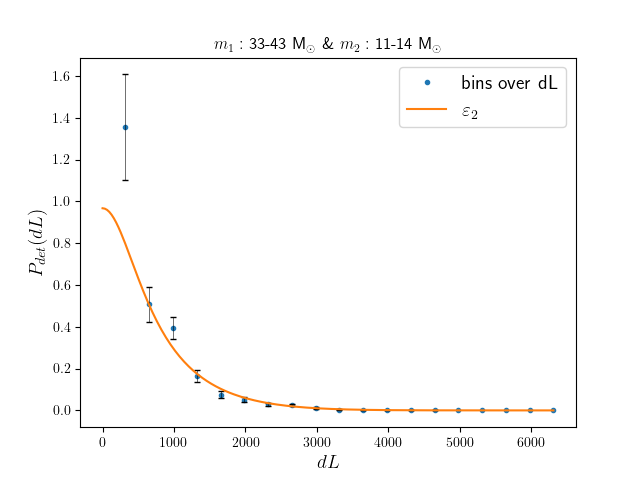 m₁ : 33-43 M☉ & m₂ : 11-14 M☉
bins over dL
ε₂
1.6
1.4
1.2
1.0
0.8
0.6
0.4
0.2
0.0
P_det(dL)
0 1000 2000 3000 4000 5000 6000
dL